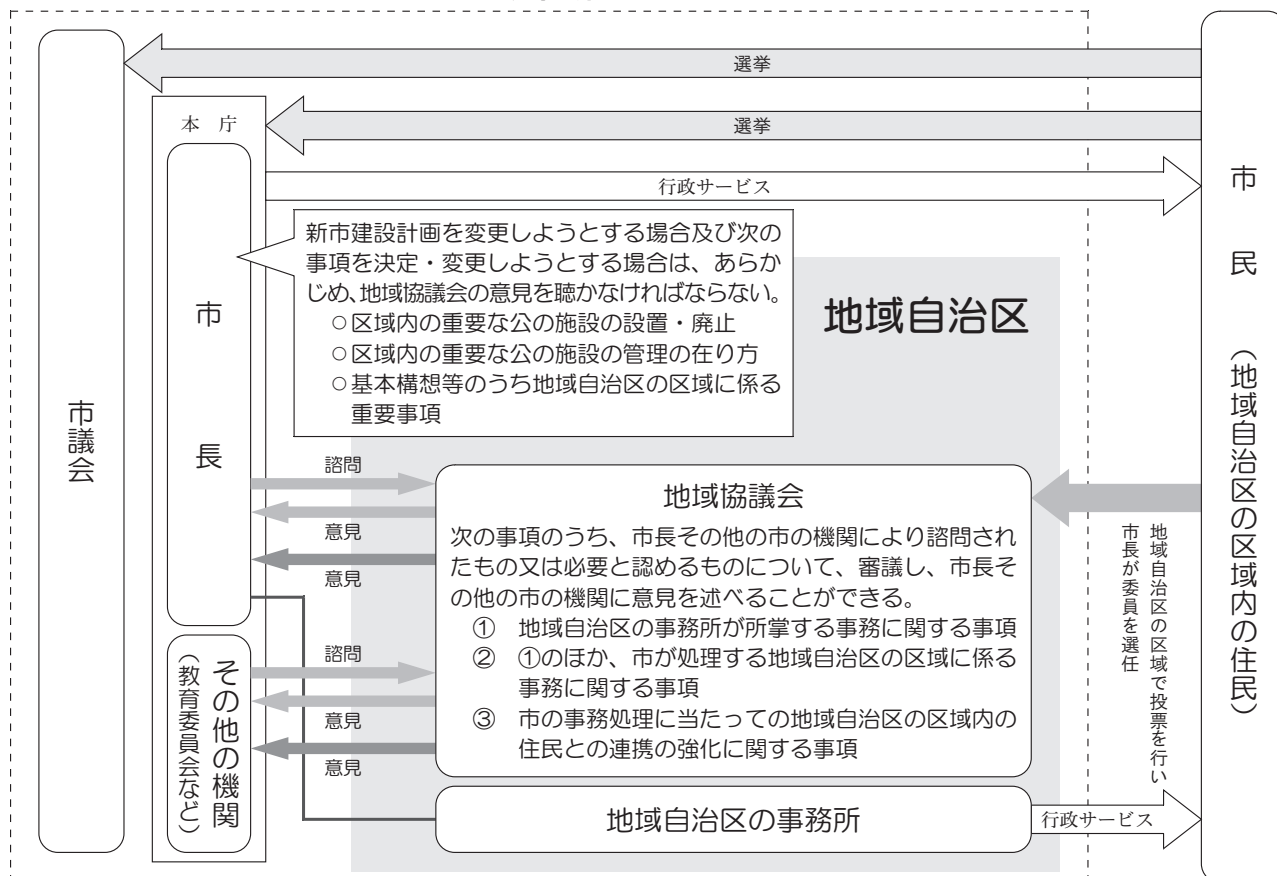 選挙
選挙
行政サービス
市議会
本 庁
市長
その他の機関
(教育委員会など)
新市建設計画を変更しようとする場合及び次の
事項を決定・変更しようとする場合は、あらか
じめ、地域協議会の意見を聴かなければならない。
○区域内の重要な公の施設の設置・廃止
○区域内の重要な公の施設の管理の在り方
○基本構想等のうち地域自治区の区域に係る
重要事項
地域自治区
諮問
意見
意見
諮問
意見
意見
地域協議会
次の事項のうち、市長その他の市の機関により諮問され
たもの又は必要と認めるものについて、審議し、市長そ
の他の市の機関に意見を述べることができる。
① 地域自治区の事務所が所掌する事務に関する事項
② ①のほか、市が処理する地域自治区の区域に係る
事務に関する事項
③ 市の事務処理に当たっての地域自治区の区域内の
住民との連携の強化に関する事項
地域自治区の事務所
行政サービス
地域自治区の区域で投票を行い
市長が委員を選任
市民 (地域自治区の区域内の住民)